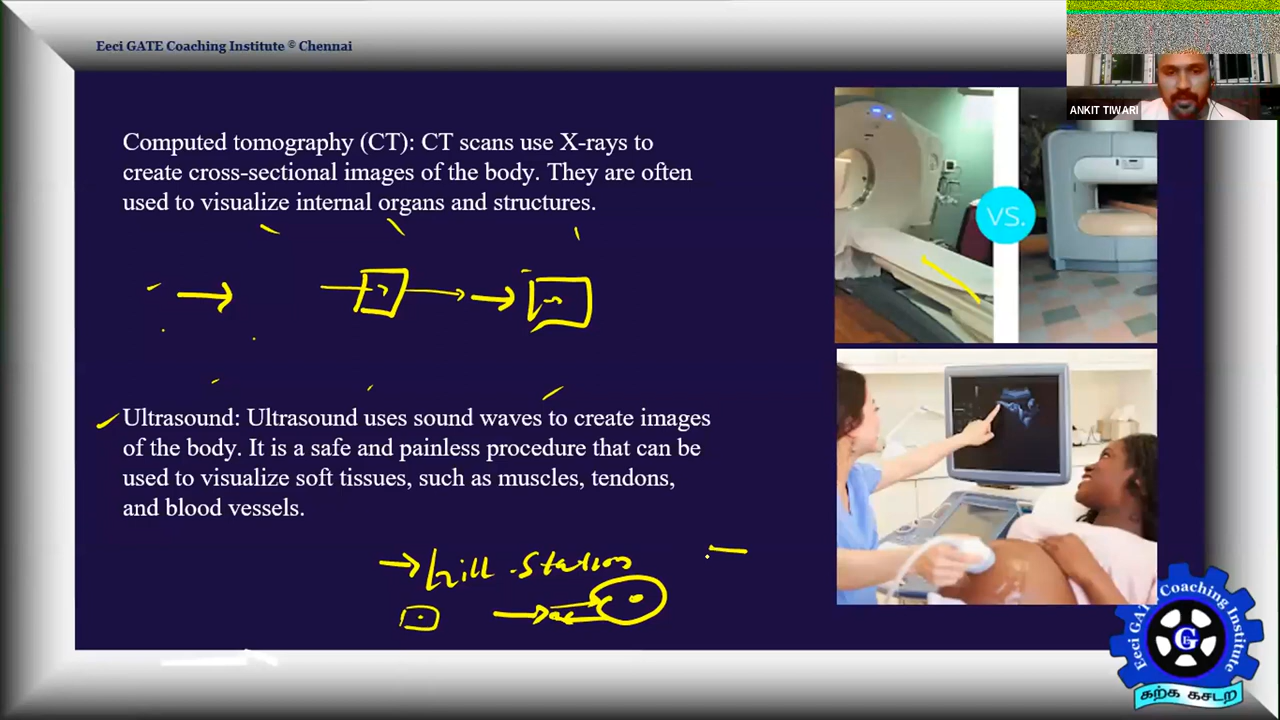 Eeci GATE Coaching Institute © Chennai
ANKIT TIWARI
Computed tomography (CT): CT scans use X-rays to
create cross-sectional images of the body. They are often
used to visualize internal organs and structures.
VS.
Ultrasound: Ultrasound uses sound waves to create images
of the body. It is a safe and painless procedure that can be
used to visualize soft tissues, such as muscles, tendons,
and blood vessels.
hill station
Eeci GATE Coaching Institute
G
கற்க கசடற